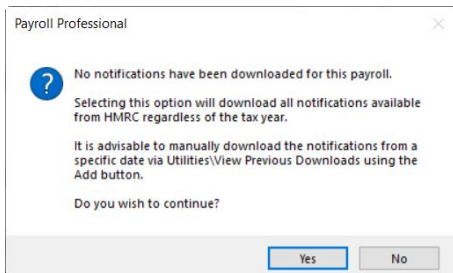 Payroll Professional
No notifications have been downloaded for this payroll.
Selecting this option will download all notifications available
from HMRC regardless of the tax year.
It is advisable to manually download the notifications from a
specific date via Utilities\View Previous Downloads using the
Add button.
Do you wish to continue?
Yes
No